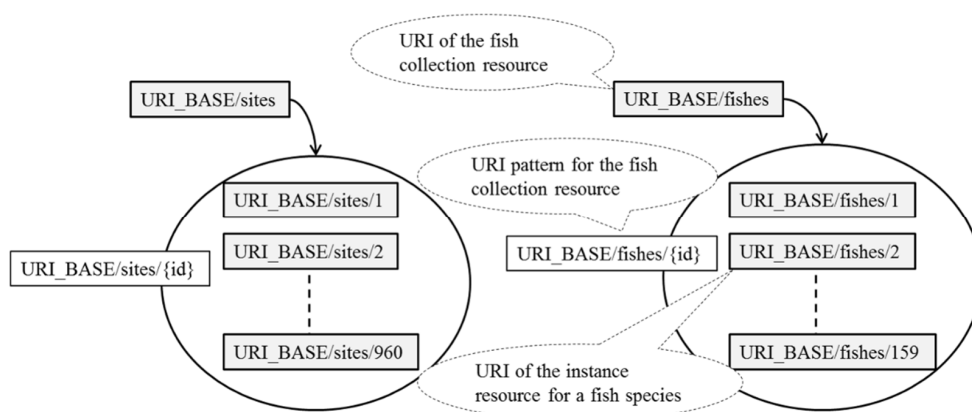 URI of the fish
collection resource
URI_BASE/sites
URI_BASE/fishes
URI pattern for the fish
collection resource
URI_BASE/sites/1
URI_BASE/fishes/1
URI_BASE/sites/{id}
URI_BASE/sites/2
URI_BASE/fishes/{id}
URI_BASE/fishes/2
URI_BASE/sites/960
URI_BASE/fishes/159
URI of the instance
resource for a fish species